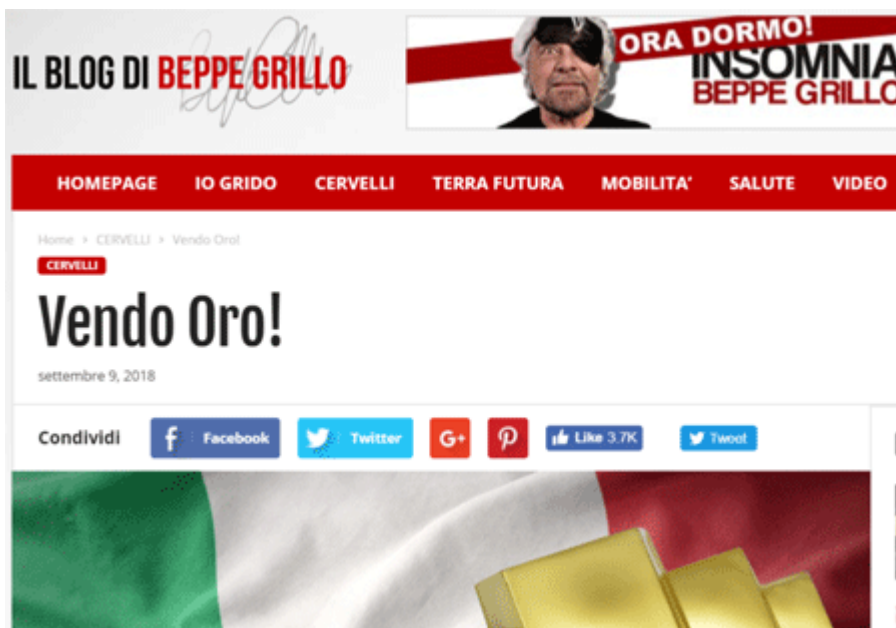 IL BLOG DI BEPPE GRILLO
ORA DORMO!
INSOMNIA
BEPPE GRILLO
HOMEPAGE IO GRIDO CERVELLI TERRA FUTURA MOBILITA' SALUTE VIDEO
Home > CERVELLI > Vendo Oro!
CERVELLI
Vendo Oro!
settembre 9, 2018
Condividi f Facebook Twitter G+ Like 3.7K Tweet